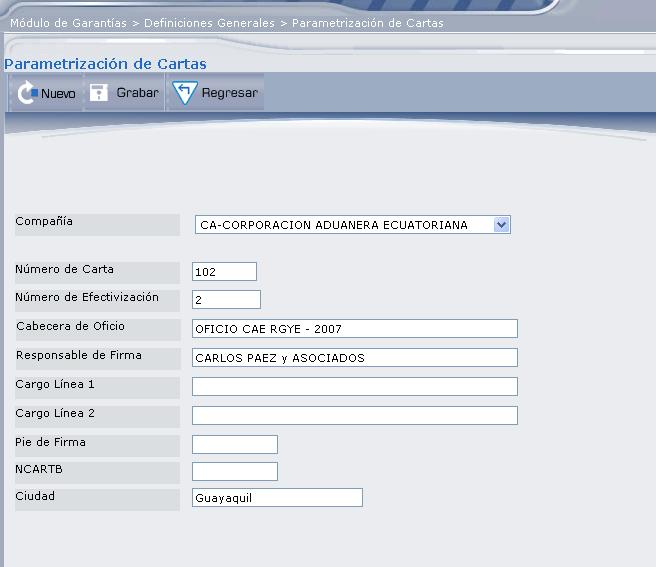 Módulo de Garantías > Definiciones Generales > Parametrización de Cartas
Parametrización de Cartas
Nuevo Grabar Regresar
Compañía CA-CORPORACION ADUANERA ECUATORIANA
Número de Carta 102
Número de Efectivización 2
Cabecera de Oficio OFICIO CAE RGYE - 2007
Responsable de Firma CARLOS PAEZ y ASOCIADOS
Cargo Línea 1
Cargo Línea 2
Pie de Firma
NCARTB
Ciudad Guayaquil